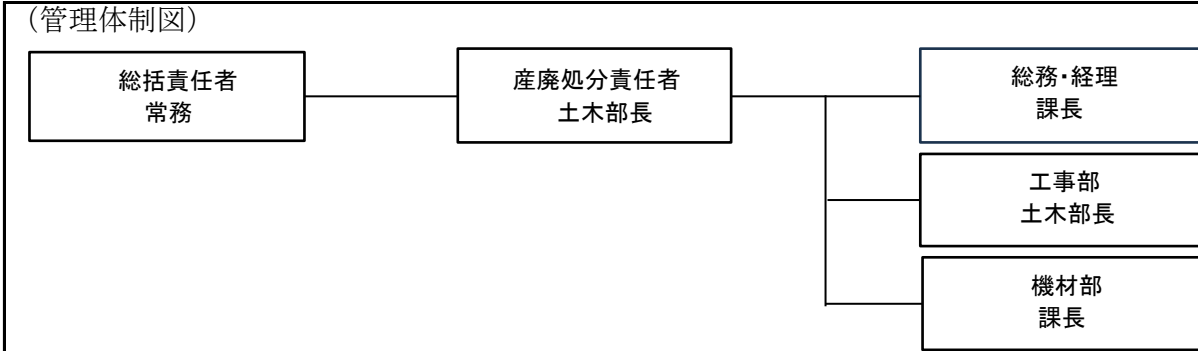 （管理体制図）
総括責任者
常務
産廃処分責任者
土木部長
総務・経理
課長
工事部
土木部長
機材部
課長